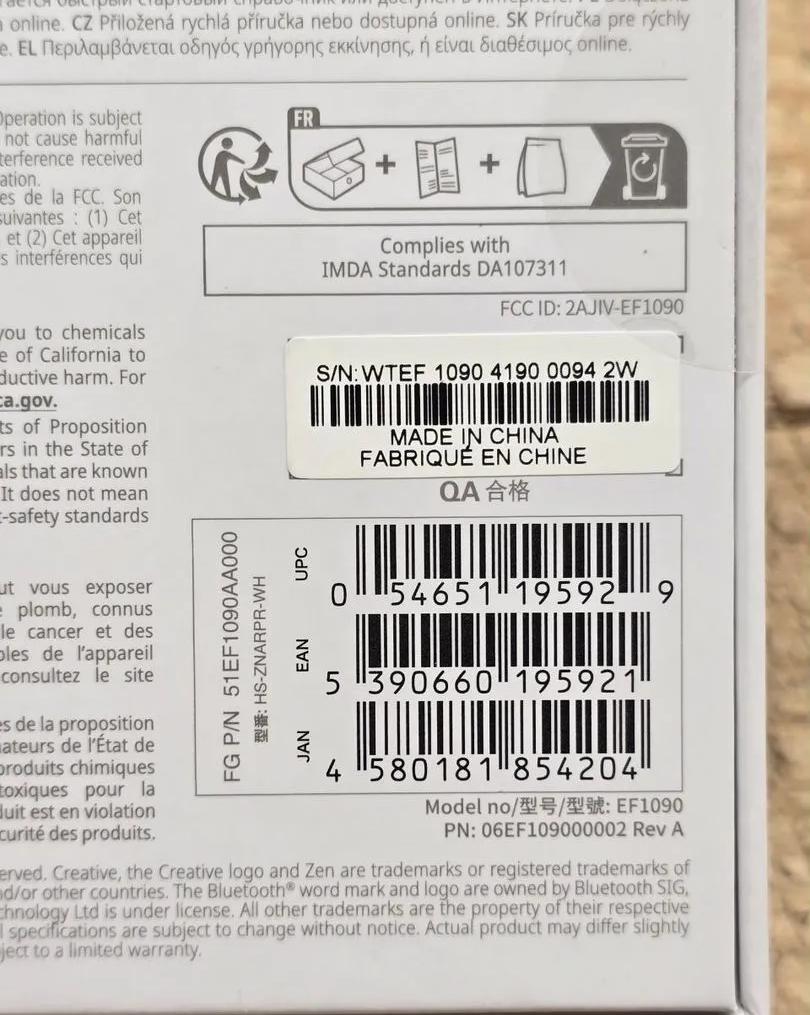 online. CZ Přiložená rychlá příručka nebo dostupná online. SK Príručka pre rýchly
e. EL Περιλαμβάνεται οδηγός γρήγορης εκκίνησης, ή είναι διαθέσιμος online.
Operation is subject
not cause harmful
terference received
ation.
es de la FCC. Son
suivantes : (1) Cet
et (2) Cet appareil
s interférences qui
FR
+
+
Complies with
IMDA Standards DA107311
FCC ID: 2AJIV-EF1090
you to chemicals
e of California to
ductive harm. For
ca.gov.
ts of Proposition
rs in the State of
als that are known
It does not mean
t-safety standards
S/N:WTEF 1090 4190 0094 2W
MADE IN CHINA
FABRIQUÉ EN CHINE
QA 合格
ut vous exposer
plomb, connus
le cancer et des
bles de l'appareil
consultez le site
es de la proposition
mateurs de l'État de
produits chimiques
toxiques pour la
duit est en violation
curité des produits.
FG P/N 51EF1090AA000
型番: HS-ZNARPR-WH
UPC
0 54651 19592 9
EAN
5 390660 195921
JAN
4 580181 854204
Model no/型号/型號: EF1090
PN: 06EF109000002 Rev A
erved. Creative, the Creative logo and Zen are trademarks or registered trademarks of
nd/or other countries. The Bluetooth® word mark and logo are owned by Bluetooth SIG,
chnology Ltd is under license. All other trademarks are the property of their respective
l specifications are subject to change without notice. Actual product may differ slightly
ject to a limited warranty.